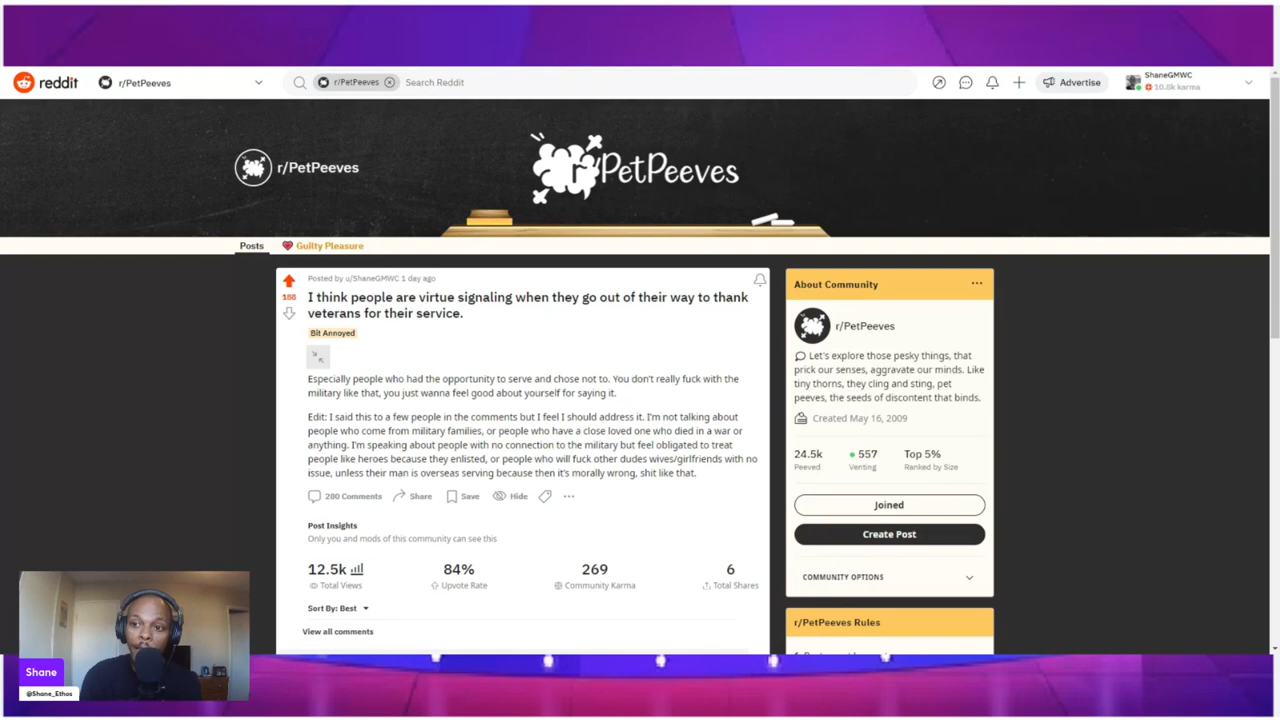 reddit
r/PetPeeves
r/PetPeeves
Search Reddit
Advertise
ShaneGMWC
10.8k karma
r/PetPeeves
r/PetPeeves
Posts
Guilty Pleasure
Posted by u/ShaneGMWC 1 day ago
188
I think people are virtue signaling when they go out of their way to thank
veterans for their service.
Bit Annoyed
Especially people who had the opportunity to serve and chose not to. You don't really fuck with the
military like that, you just wanna feel good about yourself for saying it.
Edit: I said this to a few people in the comments but I feel I should address it. I'm not talking about
people who come from military families, or people who have a close loved one who died in a war or
anything. I'm speaking about people with no connection to the military but feel obligated to treat
people like heroes because they enlisted, or people who will fuck other dudes wives/girlfriends with no
issue, unless their man is overseas serving because then it's morally wrong, shit like that.
280 Comments
Share
Save
Hide
Post Insights
Only you and mods of this community can see this
12.5k
84%
269
6
Total Views
Upvote Rate
Community Karma
Total Shares
Sort By: Best
View all comments
About Community
r/PetPeeves
Let's explore those pesky things, that
prick our senses, aggravate our minds. Like
tiny thorns, they cling and sting, pet
peeves, the seeds of discontent that binds.
Created May 16, 2009
24.5k
557
Top 5%
Peeved
Venting
Ranked by Size
Joined
Create Post
COMMUNITY OPTIONS
r/PetPeeves Rules
Shane
@Shane_Ethos